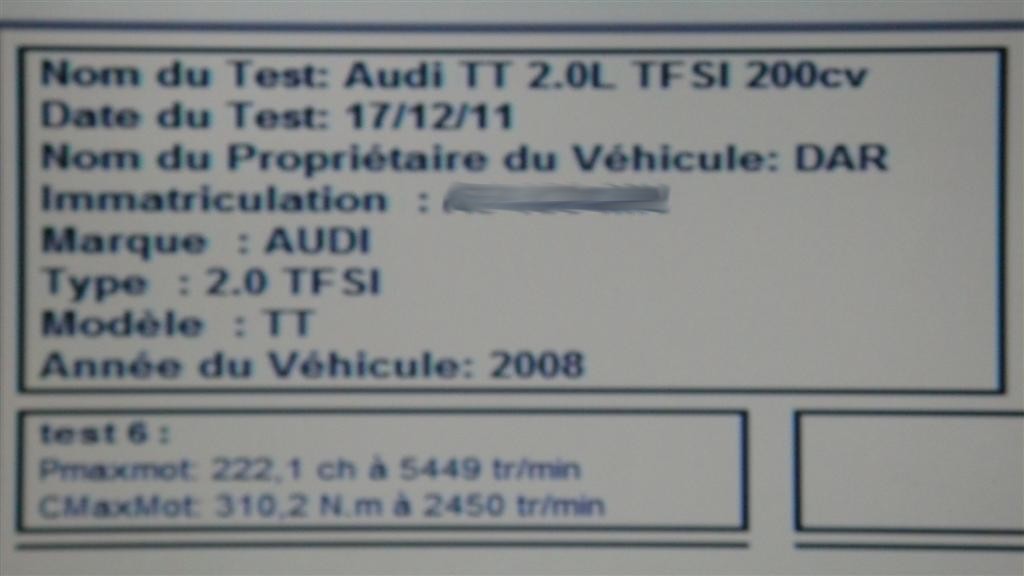 Nom du Test: Audi TT 2.0L TFSI 200cv
Date du Test: 17/12/11
Nom du Propriétaire du Véhicule: DAR
Immatriculation :
Marque : AUDI
Type : 2.0 TFSI
Modèle : TT
Année du Véhicule: 2008
test 6 :
Pmaxmot: 222,1 ch à 5449 tr/min
CMaxMot: 310,2 N.m à 2450 tr/min